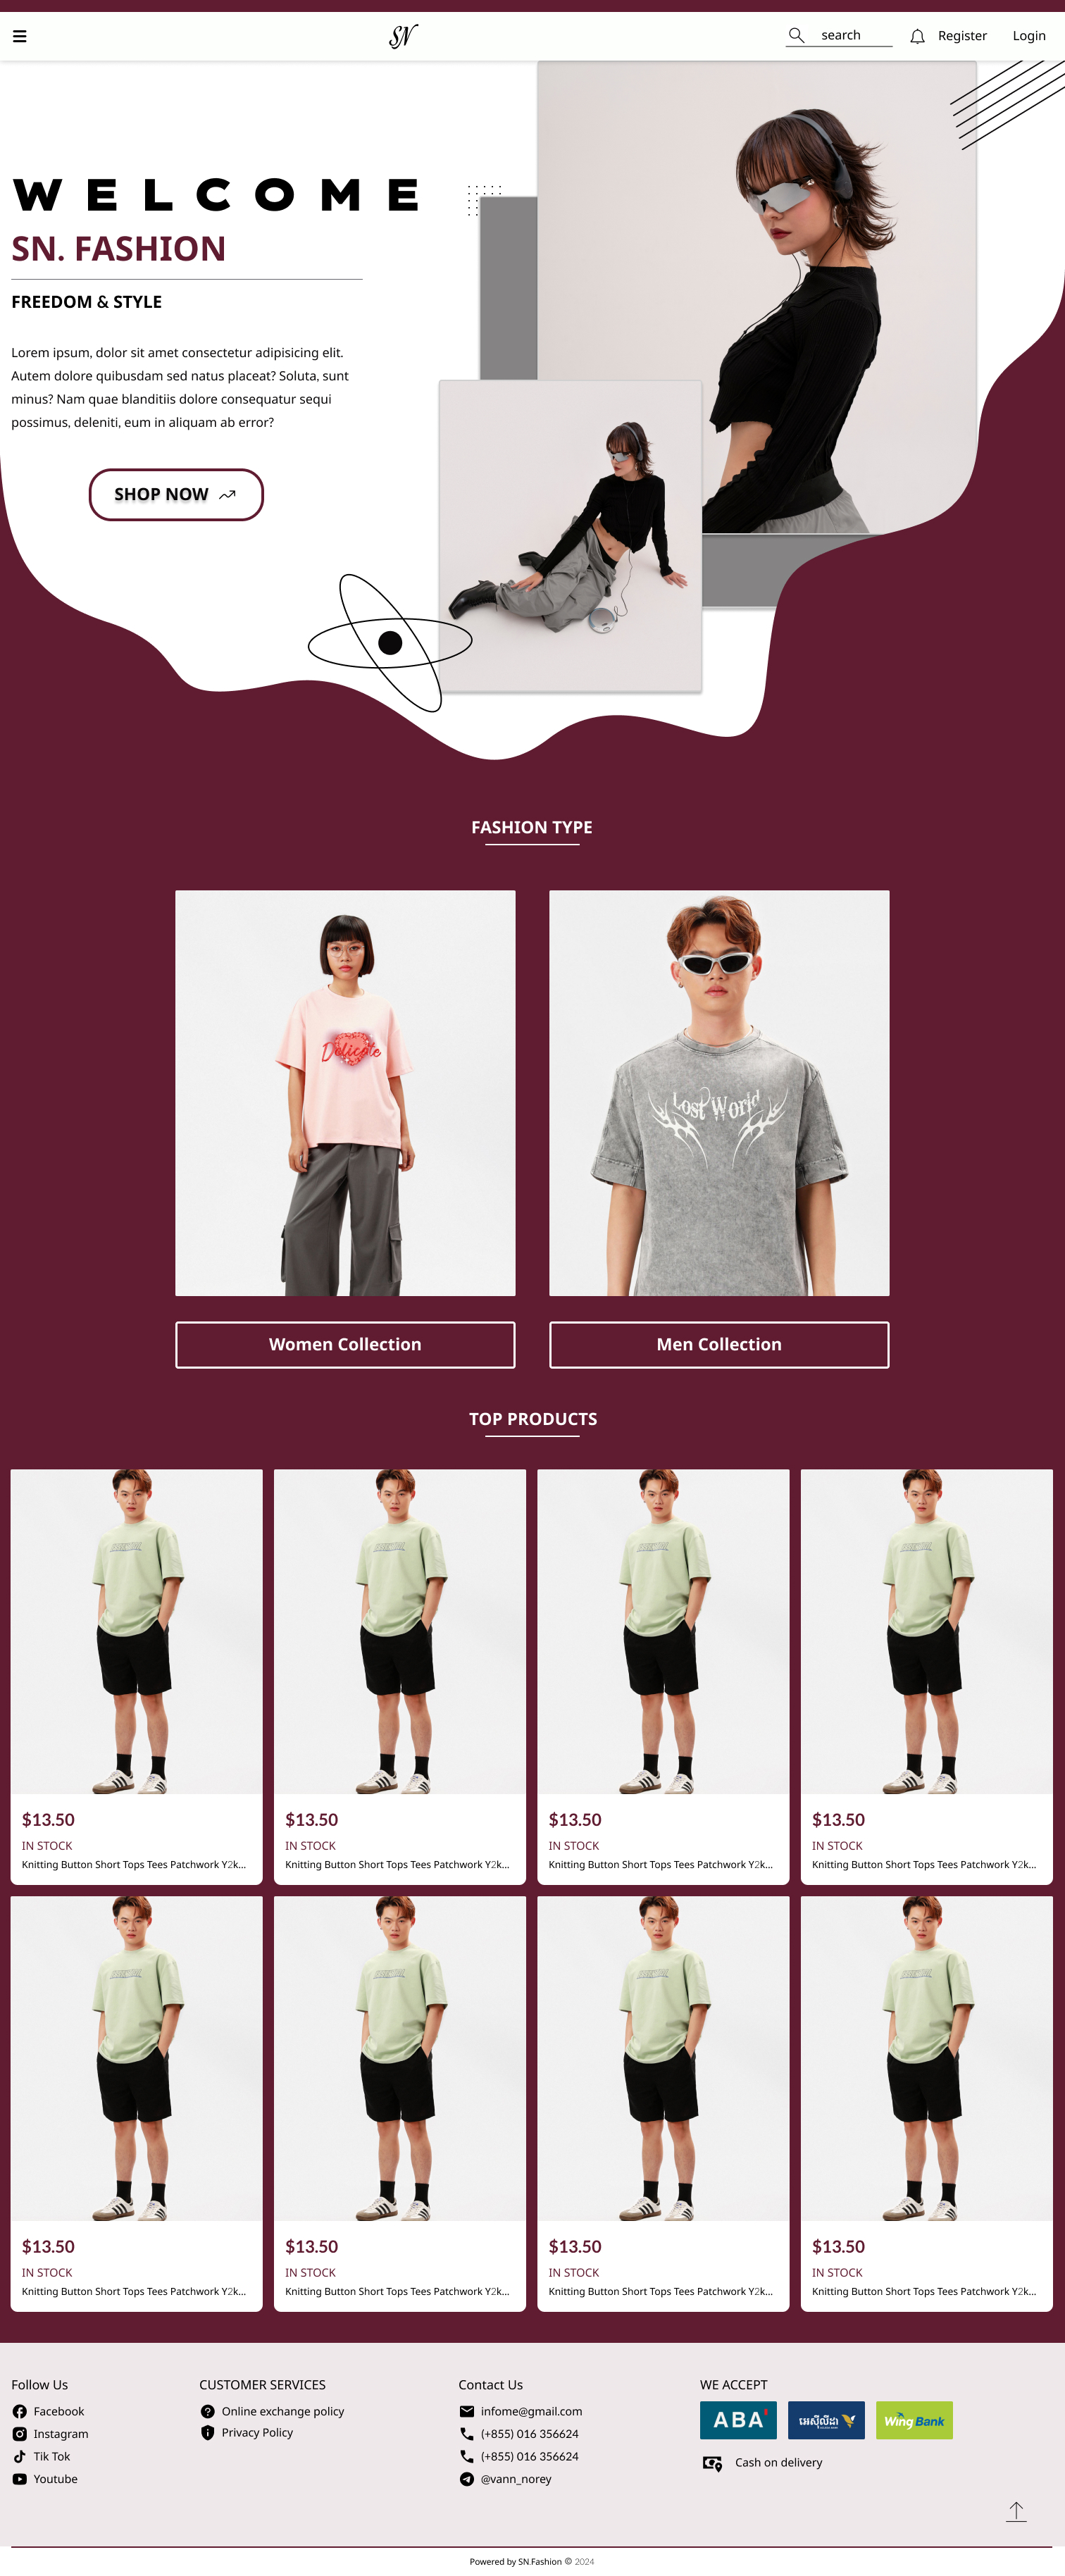 SN
search
Register
Login
WELCOME
SN. FASHION
FREEDOM & STYLE
Lorem ipsum, dolor sit amet consectetur adipisicing elit.
Autem dolore quibusdam sed natus placeat? Soluta, sunt
minus? Nam quae blanditiis dolore consequatur sequi
possimus, deleniti, eum in aliquam ab error?
SHOP NOW
FASHION TYPE
Delicate
Lost World
Women Collection
Men Collection
TOP PRODUCTS
$13.50
IN STOCK
Knitting Button Short Tops Tees Patchwork Y2k...
$13.50
IN STOCK
Knitting Button Short Tops Tees Patchwork Y2k...
$13.50
IN STOCK
Knitting Button Short Tops Tees Patchwork Y2k...
$13.50
IN STOCK
Knitting Button Short Tops Tees Patchwork Y2k...
$13.50
IN STOCK
Knitting Button Short Tops Tees Patchwork Y2k...
$13.50
IN STOCK
Knitting Button Short Tops Tees Patchwork Y2k...
$13.50
IN STOCK
Knitting Button Short Tops Tees Patchwork Y2k...
$13.50
IN STOCK
Knitting Button Short Tops Tees Patchwork Y2k...
Follow Us
Facebook
Instagram
Tik Tok
Youtube
CUSTOMER SERVICES
Online exchange policy
Privacy Policy
Contact Us
infome@gmail.com
(+855) 016 356624
(+855) 016 356624
@vann_norey
WE ACCEPT
ABA'
អេស៊ីលីដា
Wing Bank
Cash on delivery
Powered by SN.Fashion © 2024